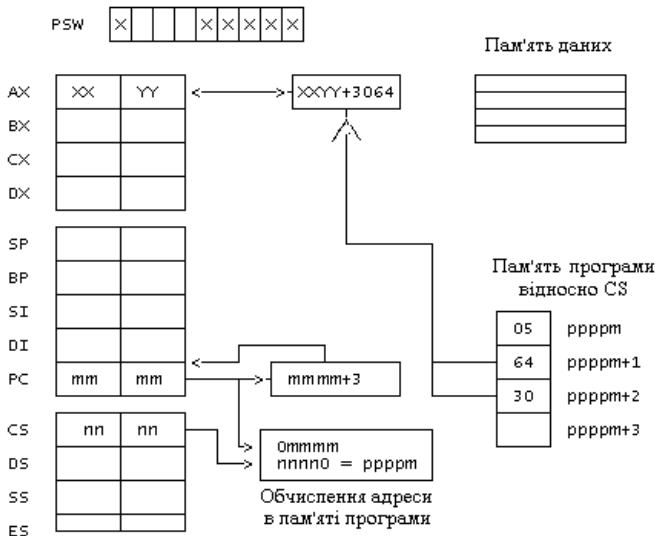 PSW X X X X X X
Пам'ять даних
AX XX YY XXYY+3064
BX
CX
DX
SP
BP
SI
DI
PC mm mm mmmm+3
Пам'ять програми
відносно CS
05 ppppm
64 ppppm+1
30 ppppm+2
ppppm+3
CS nn nn
DS
SS
ES
0mmmm
nnnn0 = ppppm
Обчислення адреси
в пам'яті програми